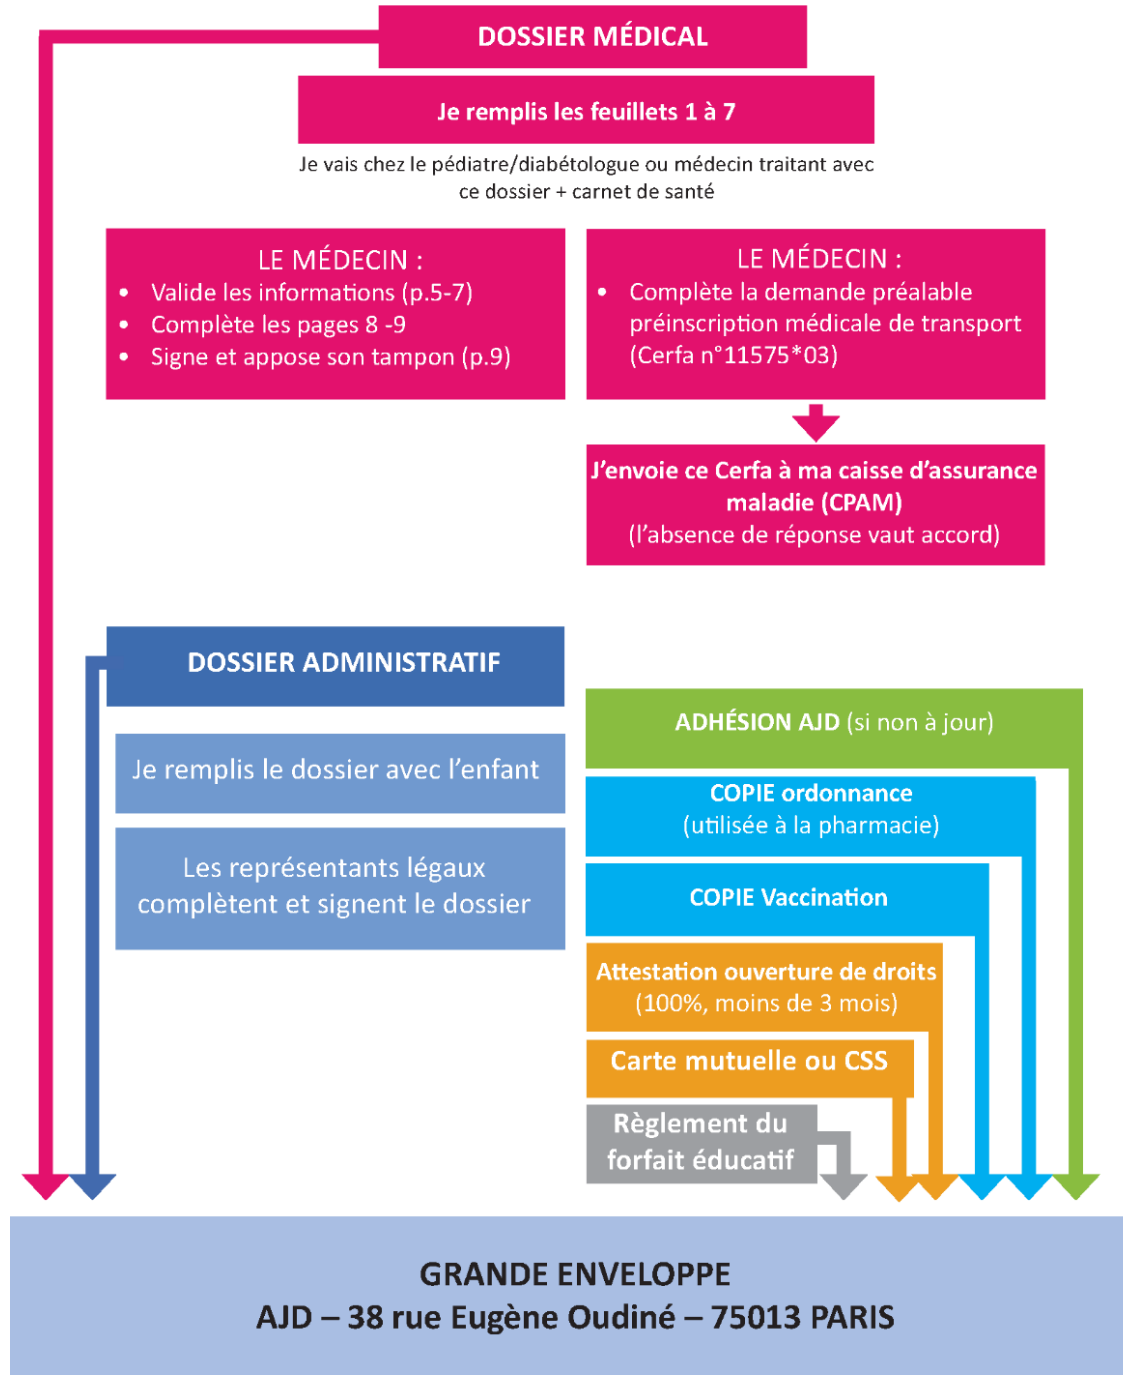 DOSSIER MÉDICAL
Je remplis les feuillets 1 à 7
Je vais chez le pédiatre/diabétologue ou médecin traitant avec
ce dossier + carnet de santé
LE MÉDECIN :
• Valide les informations (p.5-7)
• Complète les pages 8 -9
• Signe et appose son tampon (p.9)
LE MÉDECIN :
• Complète la demande préalable
préinscription médicale de transport
(Cerfa n°11575*03)
J’envoie ce Cerfa à ma caisse d’assurance
maladie (CPAM)
(l’absence de réponse vaut accord)
DOSSIER ADMINISTRATIF
Je remplis le dossier avec l’enfant
Les représentants légaux
complètent et signent le dossier
ADHÉSION AJD (si non à jour)
COPIE ordonnance
(utilisée à la pharmacie)
COPIE Vaccination
Attestation ouverture de droits
(100%, moins de 3 mois)
Carte mutuelle ou CSS
Règlement du
forfait éducatif
GRANDE ENVELOPPE
AJD – 38 rue Eugène Oudiné – 75013 PARIS